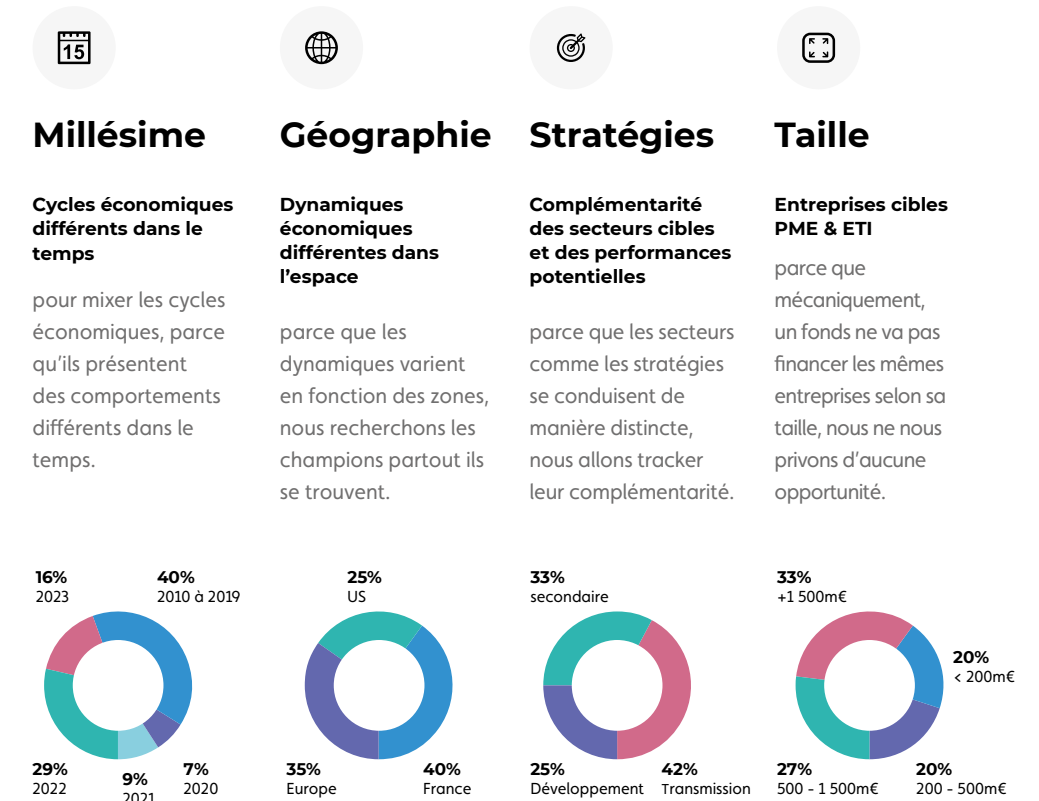 15
Millésime
Cycles économiques
différents dans le
temps
pour mixer les cycles
économiques, parce
qu’ils présentent
des comportements
différents dans le
temps.
16%
2023
40%
2010 à 2019
29%
2022
9%
2021
7%
2020
Géographie
Dynamiques
économiques
différentes dans
l’espace
parce que les
dynamiques varient
en fonction des zones,
nous recherchons les
champions partout ils
se trouvent.
25%
US
35%
Europe
40%
France
Stratégies
Complémentarité
des secteurs cibles
et des performances
potentielles
parce que les secteurs
comme les stratégies
se conduisent de
manière distincte,
nous allons tracker
leur complémentarité.
33%
secondaire
25%
Développement
42%
Transmission
Taille
Entreprises cibles
PME & ETI
parce que
mécaniquement,
un fonds ne va pas
financer les mêmes
entreprises selon sa
taille, nous ne nous
privons d’aucune
opportunité.
33%
+1 500m€
20%
< 200m€
27%
500 - 1 500m€
20%
200 - 500m€